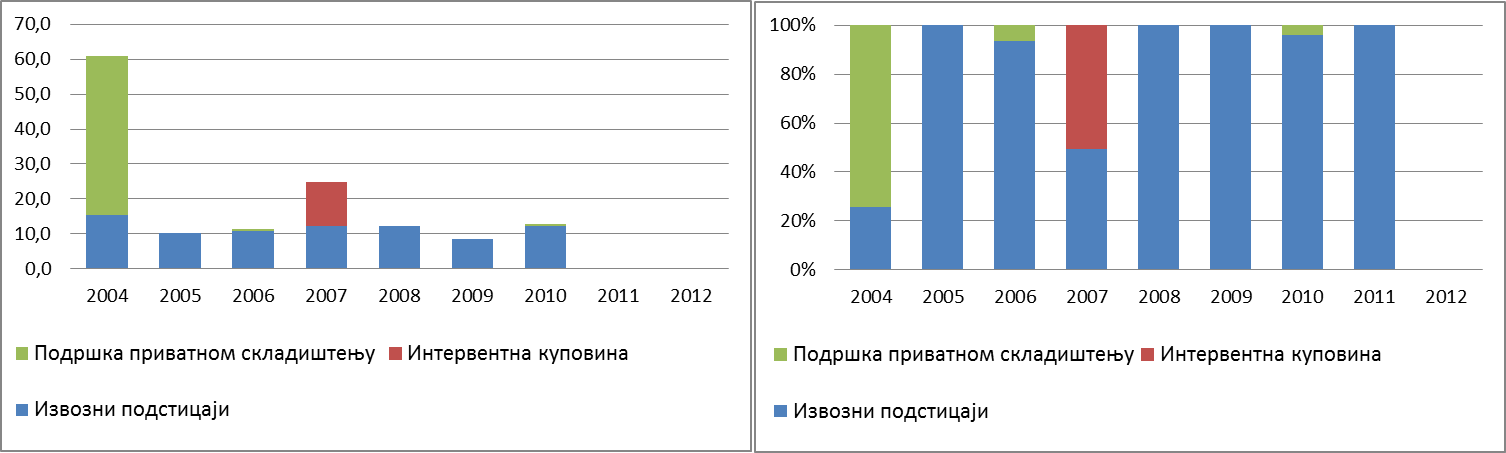 70,0
60,0
50,0
40,0
30,0
20,0
10,0
0,0
2004 2005 2006 2007 2008 2009 2010 2011 2012
Подршка приватном складиштењу Интервентна куповина
Извозни подстицаји
100%
80%
60%
40%
20%
0%
2004 2005 2006 2007 2008 2009 2010 2011 2012
Подршка приватном складиштењу Интервентна куповина
Извозни подстицаји